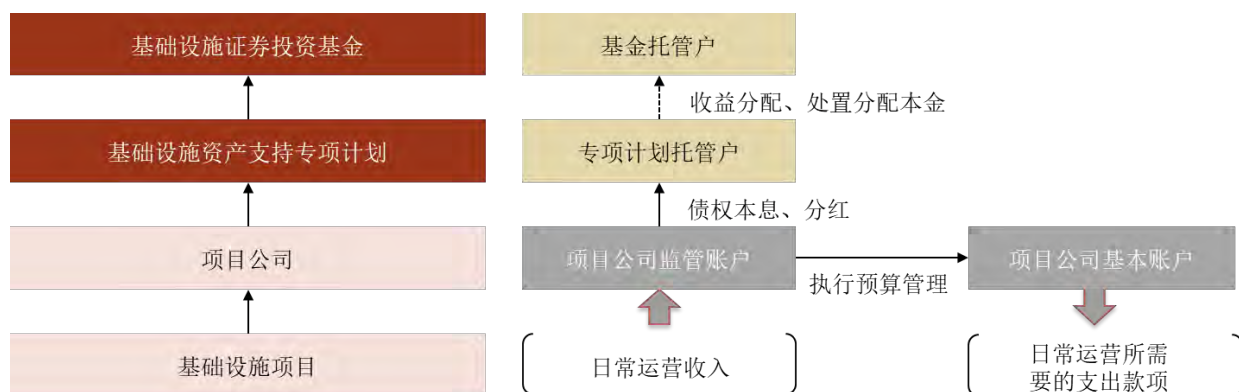 基础设施证券投资基金
基金托管户
收益分配、处置分配本金
基础设施资产支持专项计划
专项计划托管户
债权本息、分红
项目公司
项目公司监管账户
执行预算管理
项目公司基本账户
基础设施项目
日常运营收入
日常运营所需
要的支出款项